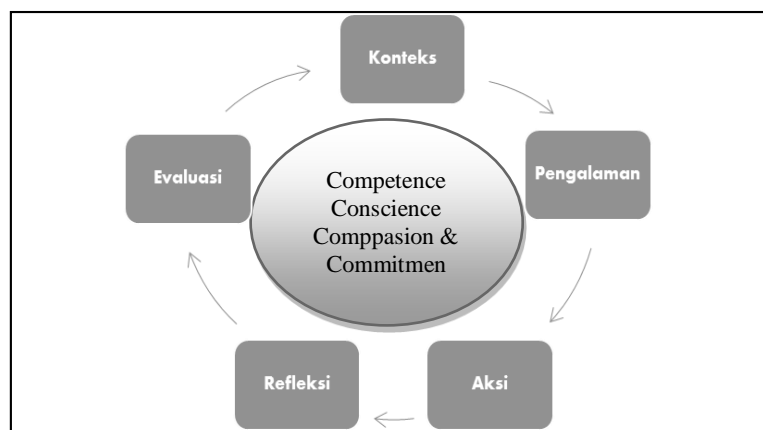 Konteks
Pengalaman
Aksi
Refleksi
Evaluasi
Competence
Conscience
Comppasion &
Commitmen